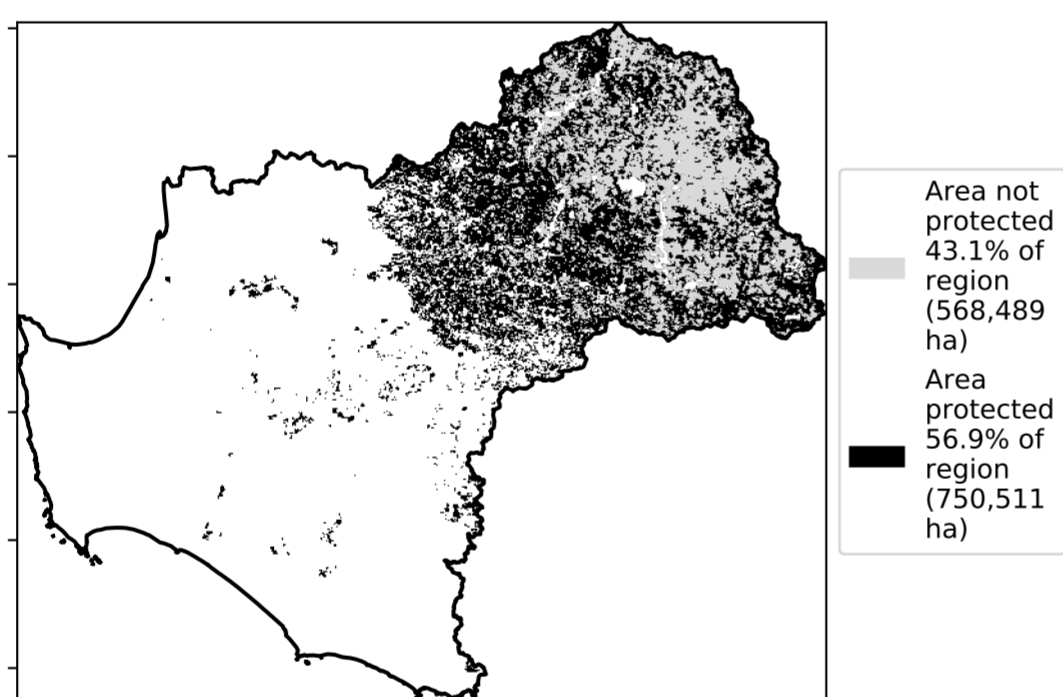 Area not
protected
43.1% of
region
(568,489
ha)
Area
protected
56.9% of
region
(750,511
ha)